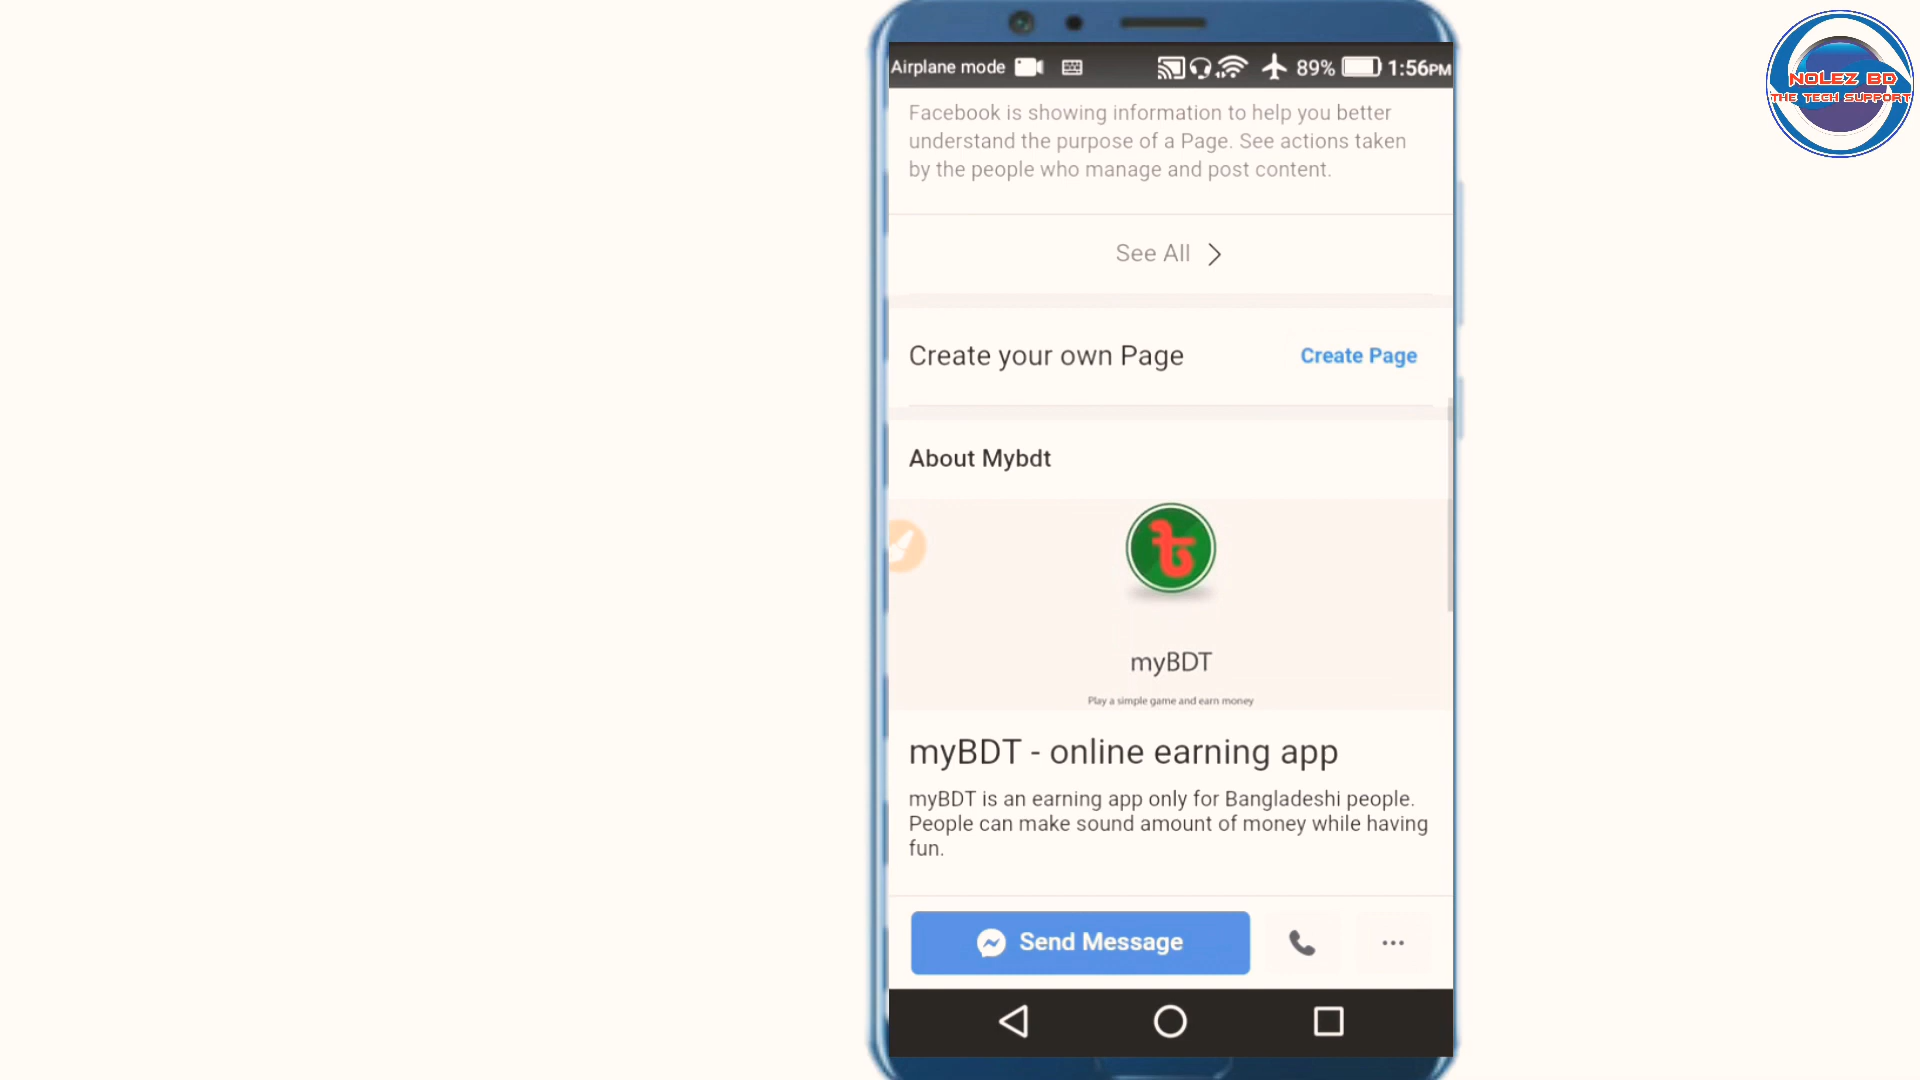 Airplane mode
89%
1:56PM
NOLEZ BD
THE TECH SUPPORT
Facebook is showing information to help you better
understand the purpose of a Page. See actions taken
by the people who manage and post content.
See All
Create your own Page
Create Page
About Mybdt
৳
myBDT
Play a simple game and earn money
myBDT - online earning app
myBDT is an earning app only for Bangladeshi people.
People can make sound amount of money while having
fun.
Send Message